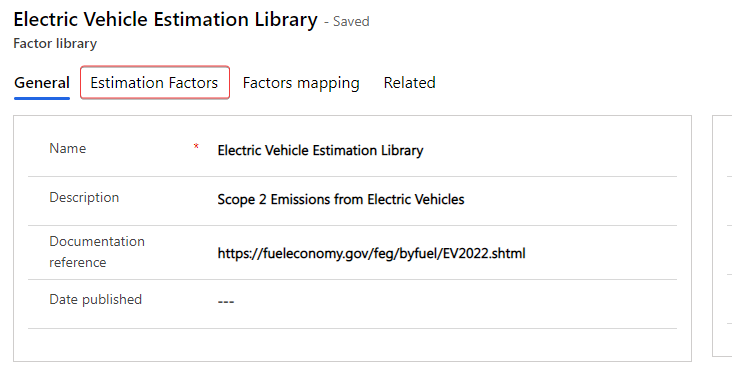 Electric Vehicle Estimation Library - Saved
Factor library
General Estimation Factors Factors mapping Related
Name * Electric Vehicle Estimation Library
Description Scope 2 Emissions from Electric Vehicles
Documentation
reference https://fueleconomy.gov/feg/byfuel/EV2022.shtml
Date published ---